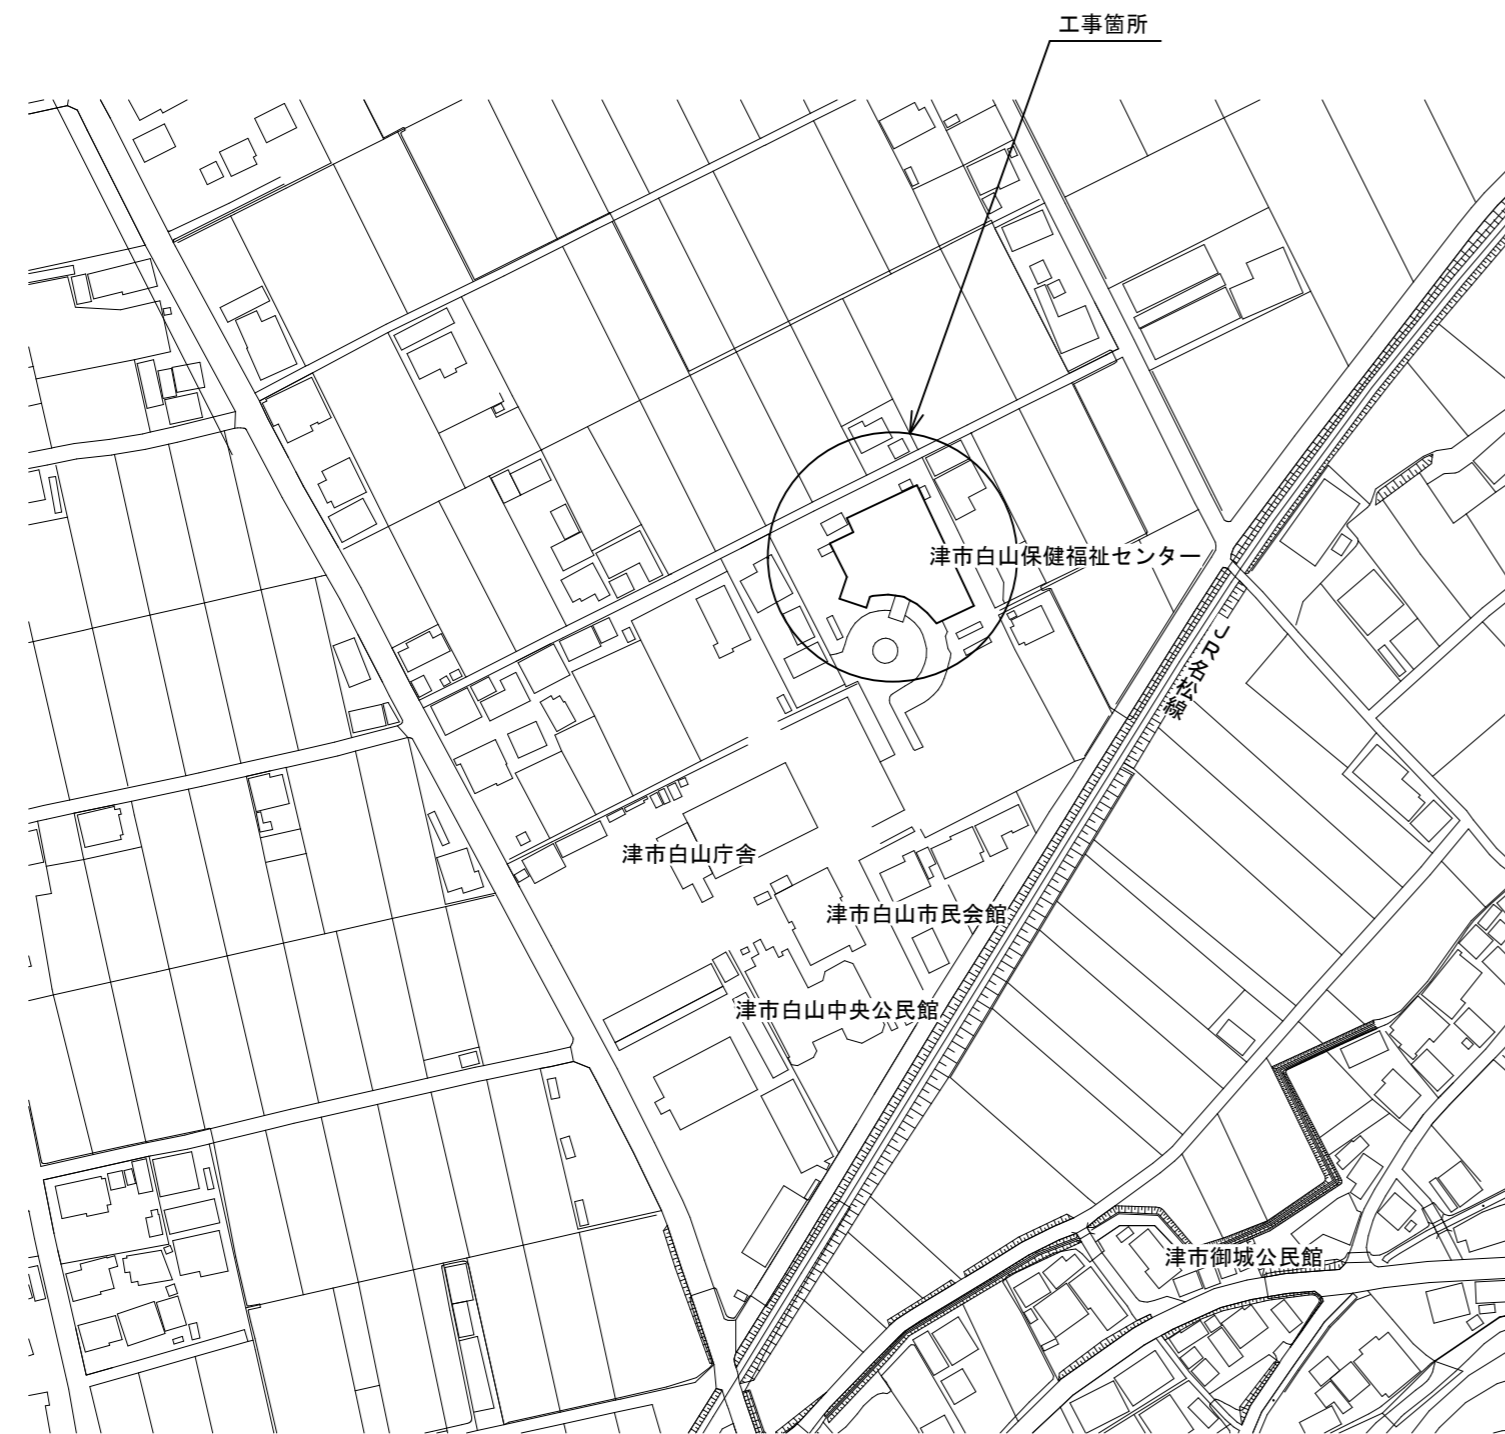 工事箇所
津市白山保健福祉センター
JR名松線
津市白山庁舎
津市白山市民会館
津市白山中央公民館
津市御城公民館